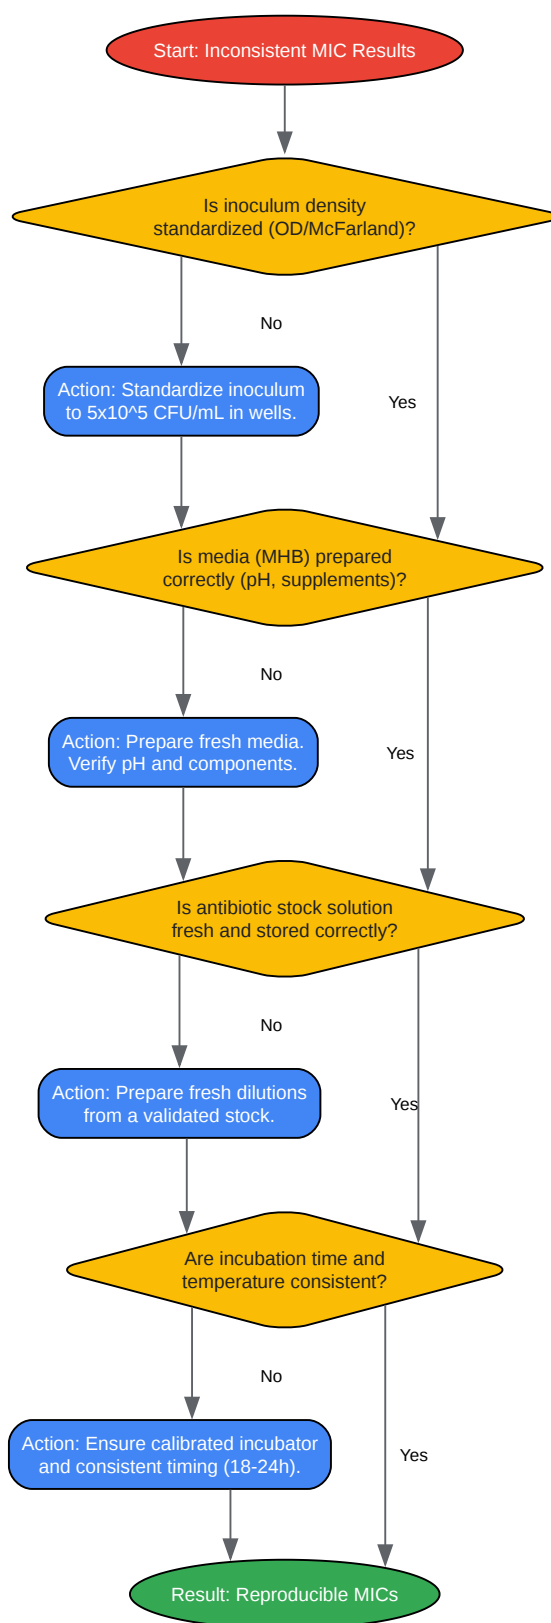 Start: Inconsistent MIC Results
Is inoculum density
standardized (OD/McFarland)?
No
Action: Standardize inoculum
to 5x10^5 CFU/mL in wells.
Yes
Is media (MHB) prepared
correctly (pH, supplements)?
No
Action: Prepare fresh media.
Verify pH and components.
Yes
Is antibiotic stock solution
fresh and stored correctly?
No
Action: Prepare fresh dilutions
from a validated stock.
Yes
Are incubation time and
temperature consistent?
No
Action: Ensure calibrated incubator
and consistent timing (18-24h).
Yes
Result: Reproducible MICs